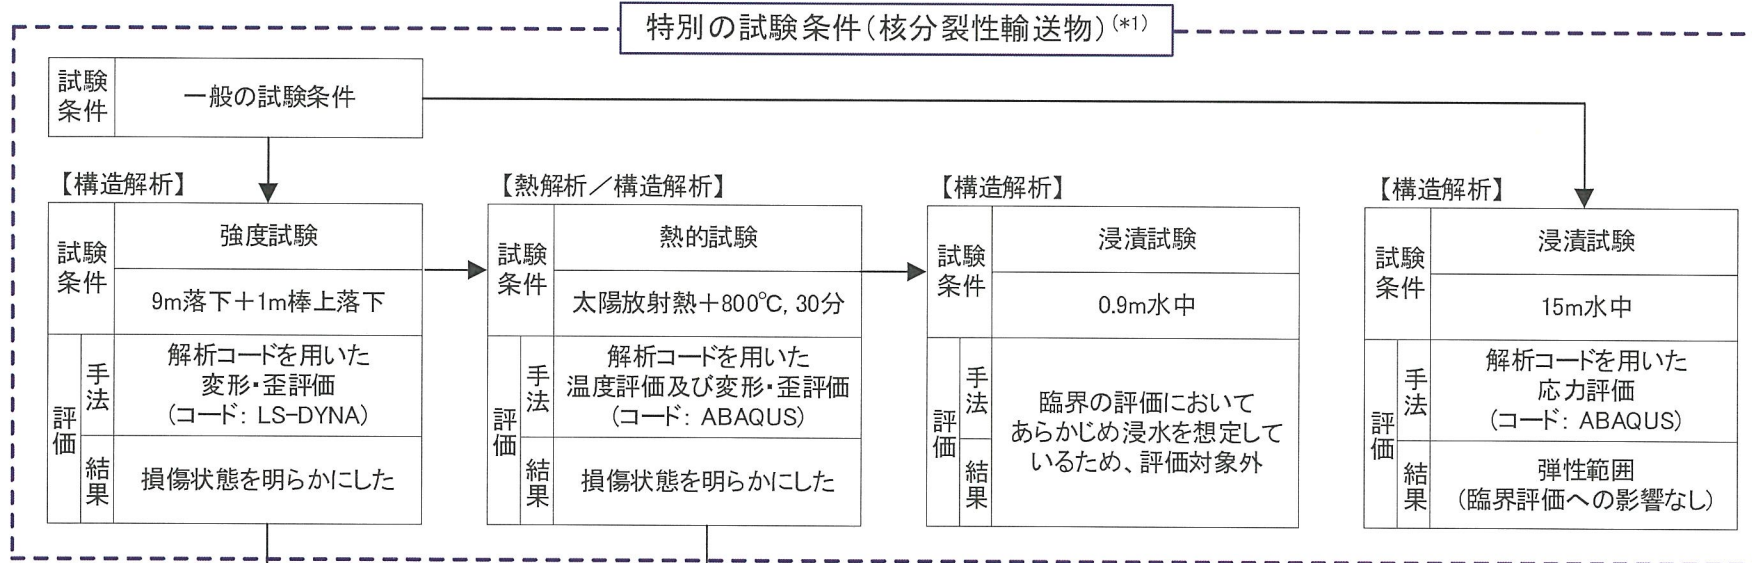 特別の試験条件（核分裂性輸送物）(*1)
試験
条件
一般の試験条件
【構造解析】
試験
条件
強度試験
9m落下＋1m棒上落下
評価
手法
解析コードを用いた
変形・歪評価
（コード： LS-DYNA）
結果
損傷状態を明らかにした
【熱解析／構造解析】
試験
条件
熱的試験
太陽放射熱＋800℃, 30分
評価
手法
解析コードを用いた
温度評価及び変形・歪評価
（コード： ABAQUS）
結果
損傷状態を明らかにした
【構造解析】
試験
条件
浸漬試験
0.9m水中
評価
手法
結果
臨界の評価において
あらかじめ浸水を想定して
いるため、評価対象外
【構造解析】
試験
条件
浸漬試験
15m水中
評価
手法
解析コードを用いた
応力評価
（コード： ABAQUS）
結果
弾性範囲
（臨界評価への影響なし）